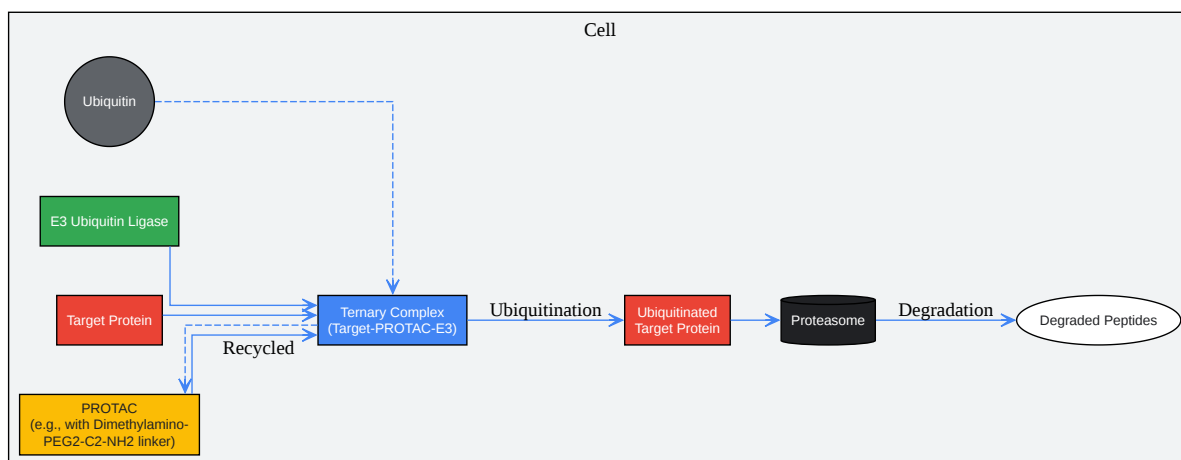 Cell
Ubiquitin
E3 Ubiquitin Ligase
Target Protein
Ternary Complex
(Target-PROTAC-E3)
Ubiquitination
Ubiquitinated
Target Protein
Proteasome
Degradation
Degraded Peptides
Recycled
PROTAC
(e.g., with Dimethylamino-
PEG2-C2-NH2 linker)